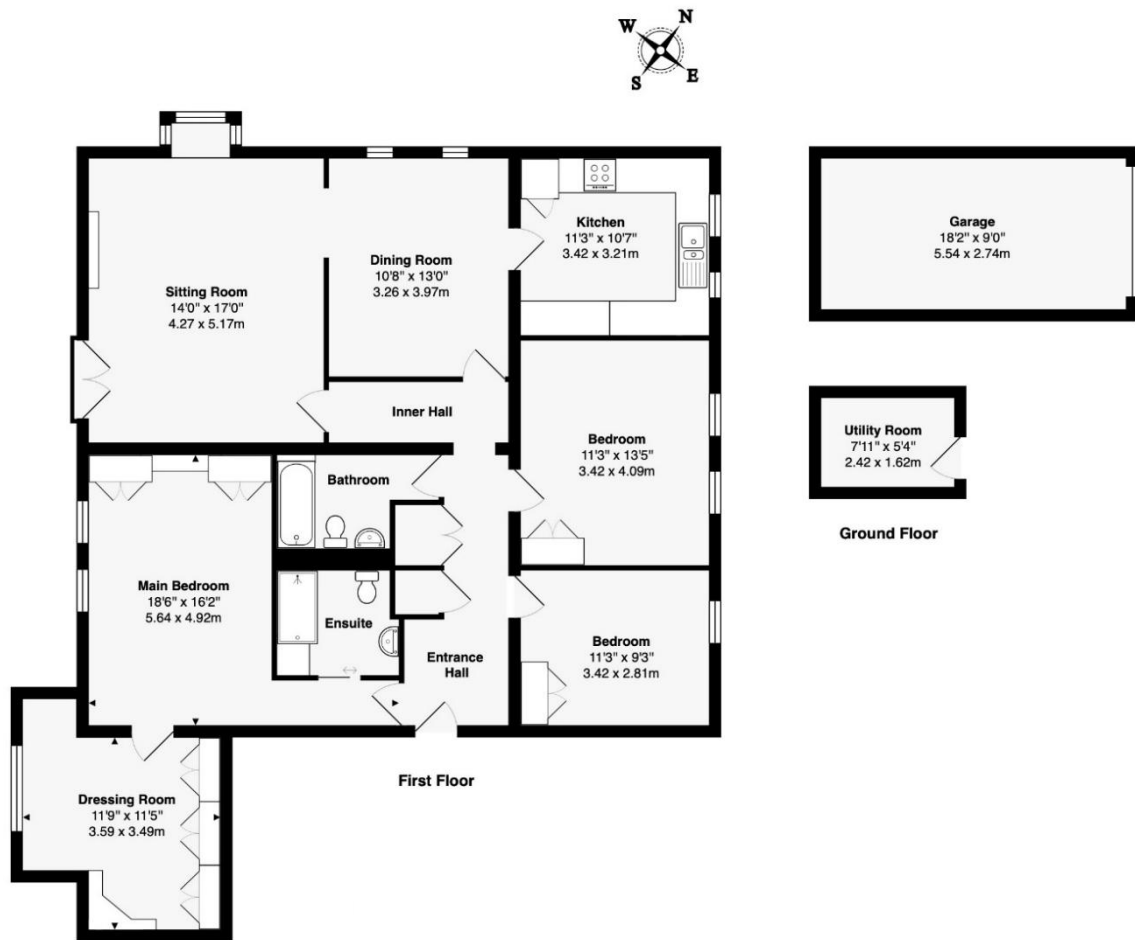 N
W
S
E
Kitchen
11'3" x 10'7"
3.42 x 3.21m
Garage
18'2" x 9'0"
5.54 x 2.74m
Dining Room
10'8" x 13'0"
3.26 x 3.97m
Sitting Room
14'0" x 17'0"
4.27 x 5.17m
Inner Hall
Bedroom
11'3" x 13'5"
3.42 x 4.09m
Utility Room
7'11" x 5'4"
2.42 x 1.62m
Bathroom
Ground Floor
Main Bedroom
18'6" x 16'2"
5.64 x 4.92m
Ensuite
Entrance
Hall
Bedroom
11'3" x 9'3"
3.42 x 2.81m
First Floor
Dressing Room
11'9" x 11'5"
3.59 x 3.49m